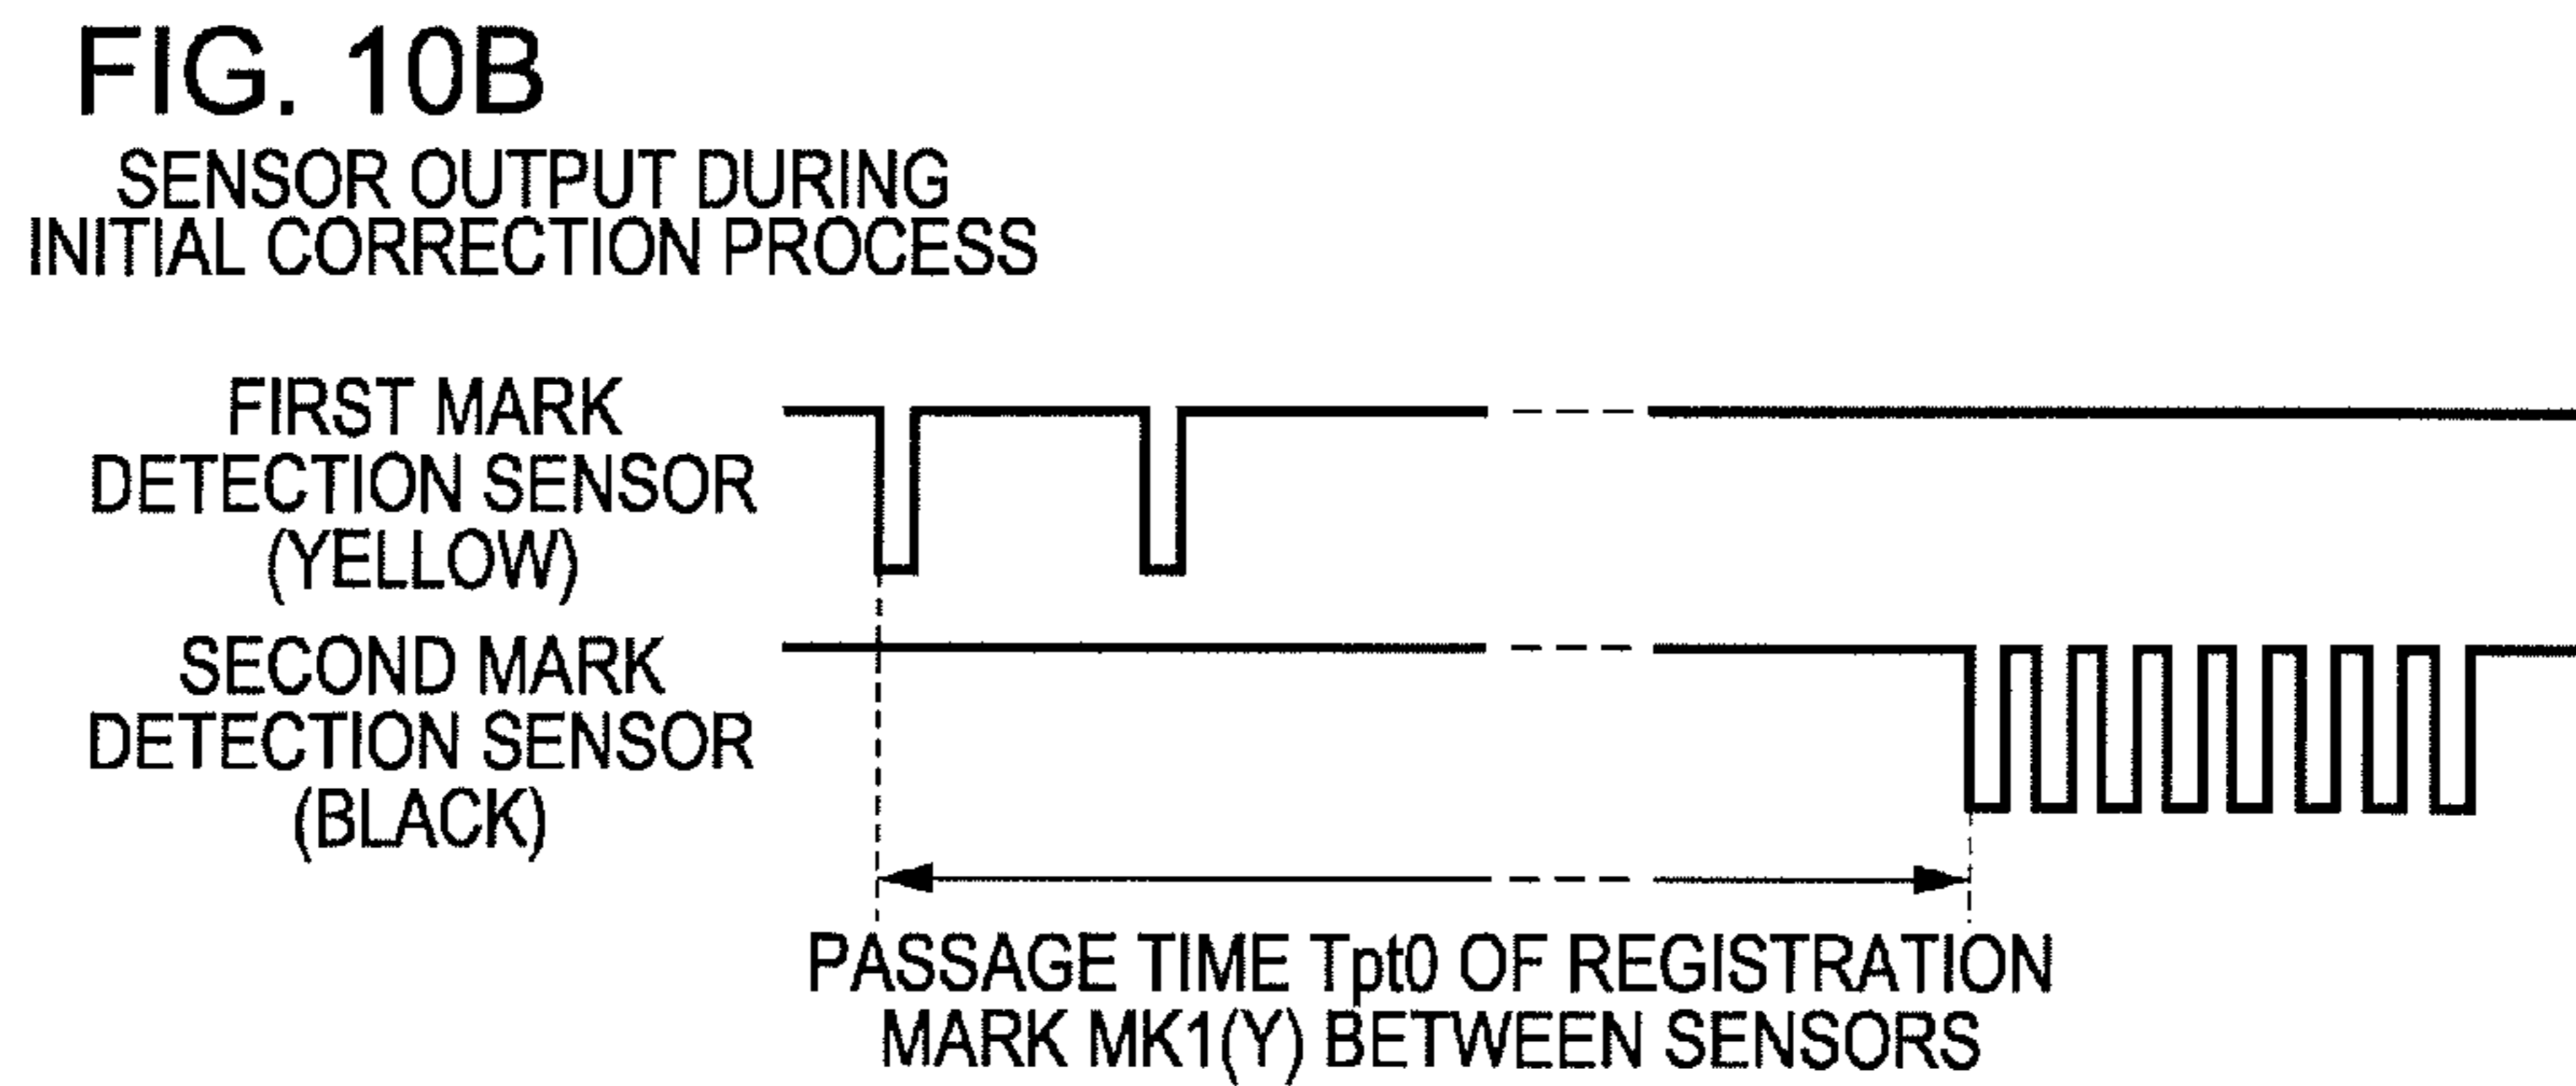 FIG. 10B
SENSOR OUTPUT DURING
INITIAL CORRECTION PROCESS
FIRST MARK
DETECTION SENSOR
(YELLOW)
SECOND MARK
DETECTION SENSOR
(BLACK)
PASSAGE TIME Tpt0 OF REGISTRATION
MARK MK1(Y) BETWEEN SENSORS